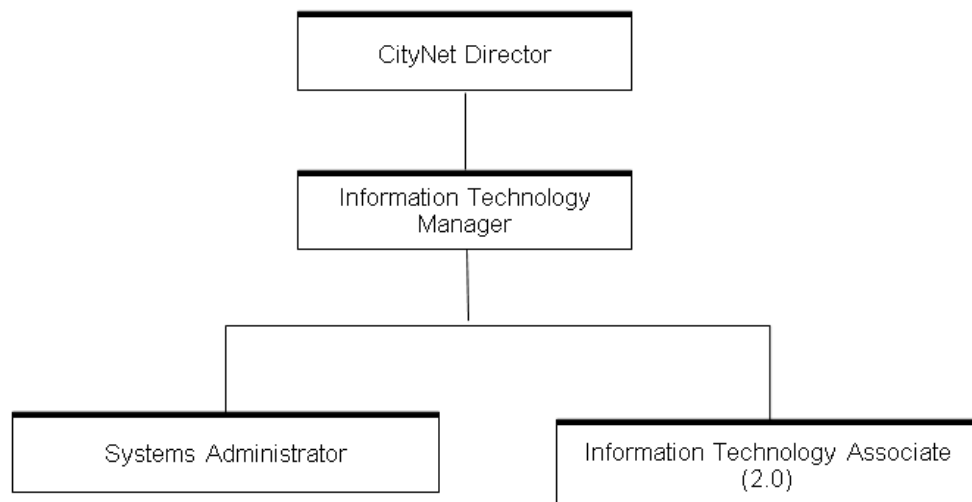 CityNet Director
Information Technology
Manager
Systems Administrator
Information Technology Associate
(2.0)